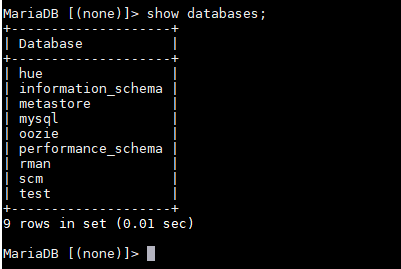 MariaDB [(none)]> show databases;
+--------------------+
| Database           |
+--------------------+
| hue                |
| information_schema |
| metastore          |
| mysql              |
| oozie              |
| performance_schema |
| rman               |
| scm                |
| test               |
+--------------------+
9 rows in set (0.01 sec)
MariaDB [(none)]>